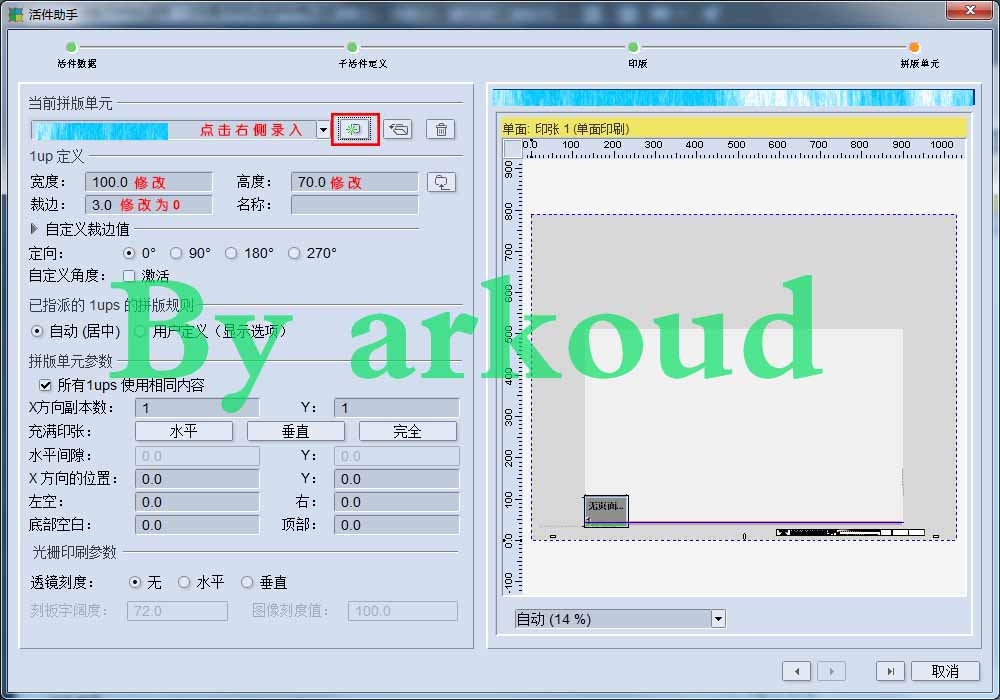 活件助手
活件数据 子活件定义 印版 拼版单元
当前拼版单元
点击右侧录入
1up 定义
宽度： 100.0 修改 高度： 70.0 修改
裁边： 3.0 修改为0 名称：
自定义裁边值
定向： 0° 90° 180° 270°
自定义角度： 激活
已指派的 1ups 的拼版规则
自动 (居中) 用户定义（显示选项）
拼版单元参数
所有1ups 使用相同内容
X方向副本数： 1 Y： 1
充满印张： 水平 垂直 完全
水平间隙： 0.0 Y： 0.0
X 方向的位置： 0.0 Y： 0.0
左空： 0.0 右： 0.0
底部空白： 0.0 顶部： 0.0
光栅印刷参数
透镜刻度： 无 水平 垂直
刻板字阔度： 72.0 图像刻度值： 100.0
单面: 印张 1 (单面印刷)
0.0 100 200 300 400 500 600 700 800 900 1000
900
800
700
600
500
400
300
200
100
0.0
-100
无页面...
自动 (14 %)
取消
By arkoud